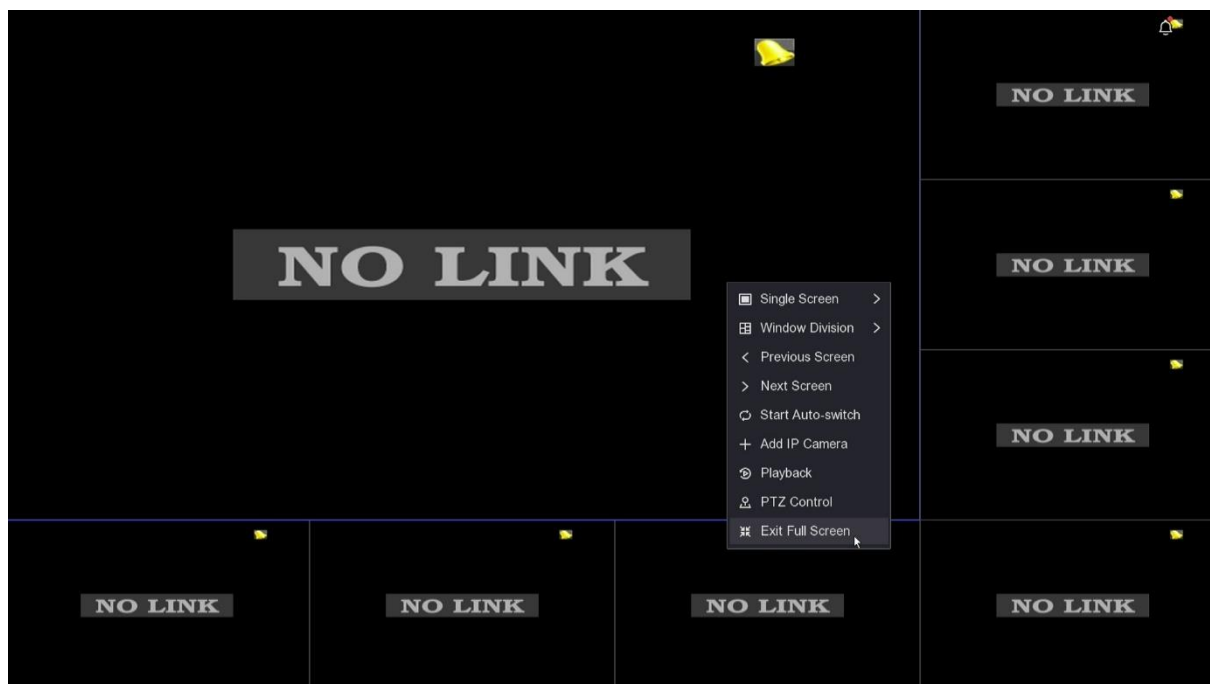 NO LINK
NO LINK
NO LINK
Single Screen
Window Division
Previous Screen
Next Screen
Start Auto-switch
Add IP Camera
Playback
PTZ Control
Exit Full Screen
NO LINK
NO LINK
NO LINK
NO LINK
NO LINK